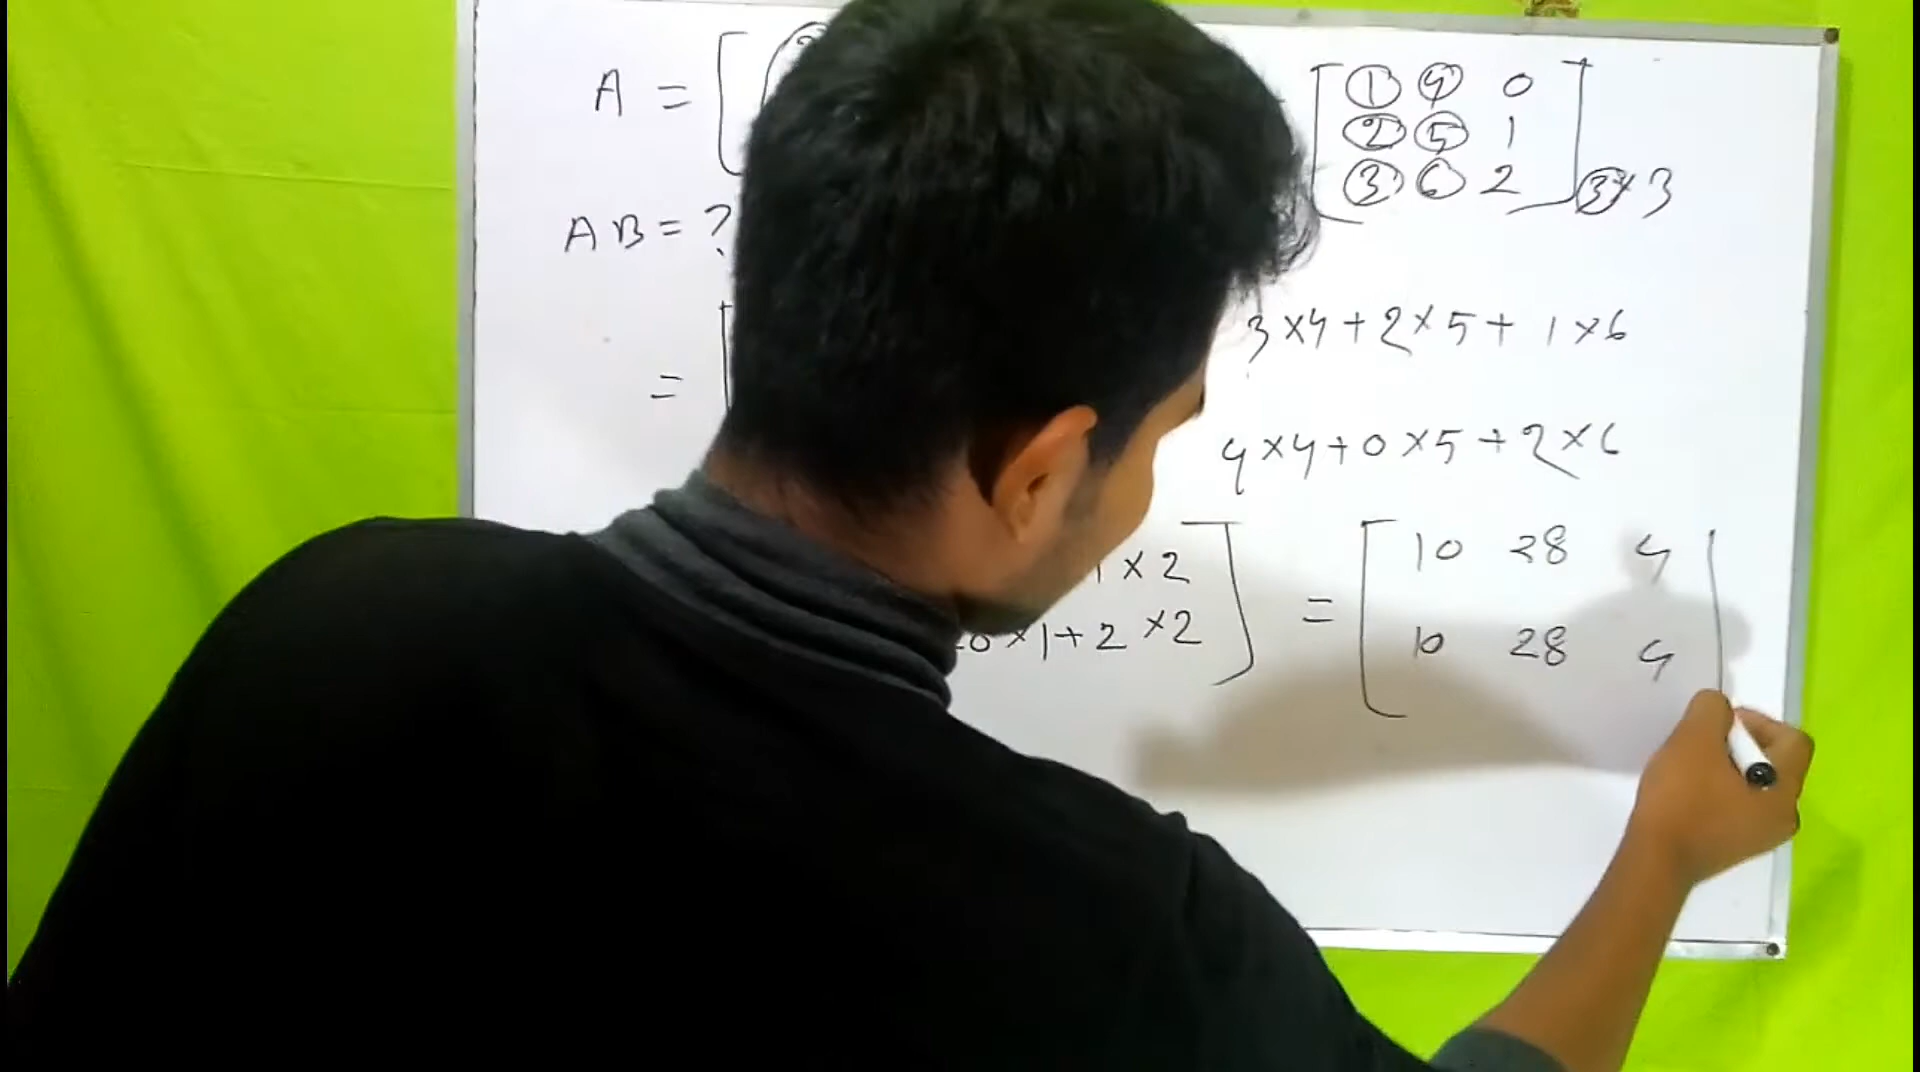 A = [ [ 1 4 0 ]
2 5 1
3 6 2 ] 3×3
AB = ?
= [ 3×4+2×5+1×6
4×4+0×5+2×6
×2 ] = [ 10 28 4
0×1+2×2 10 28 4